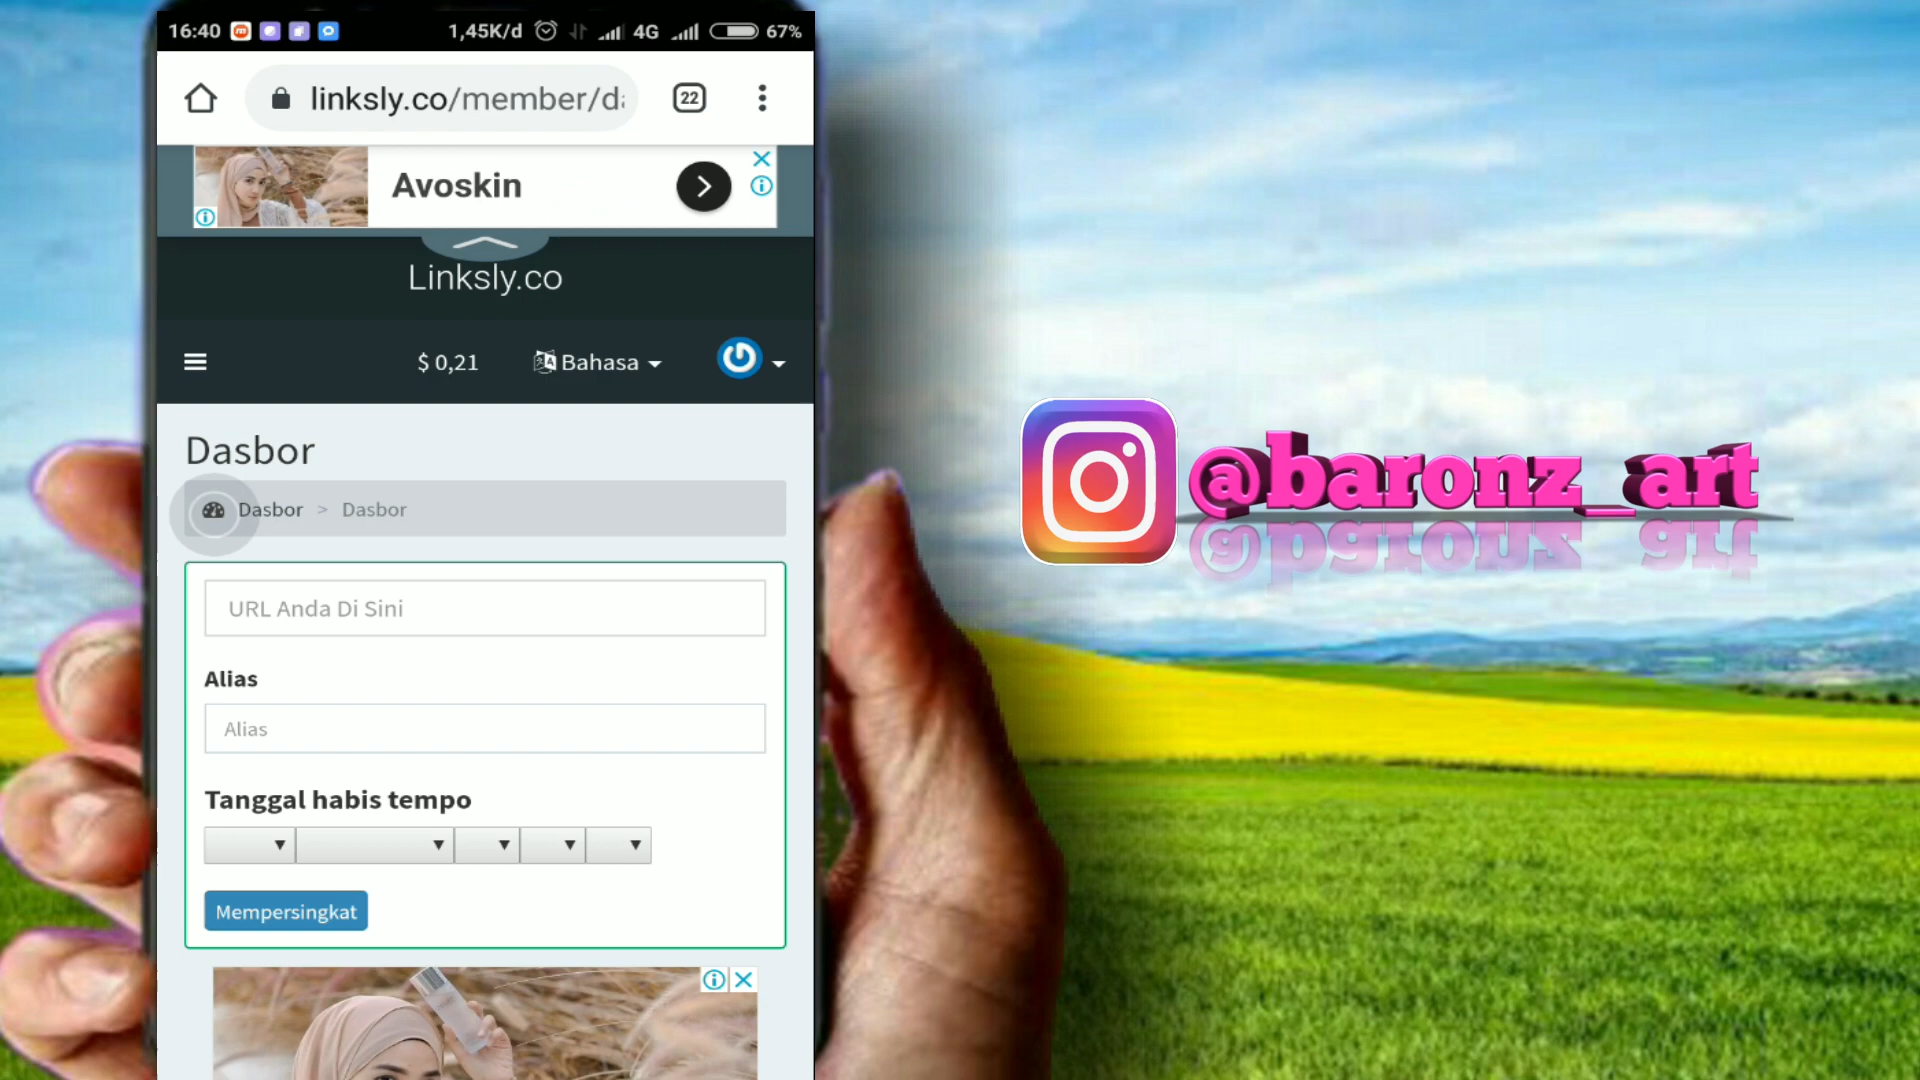 16:40 1,45K/d 4G 67%
linksly.co/member/da
22
Avoskin
Linksly.co
$ 0,21 Bahasa
Dasbor
Dasbor > Dasbor
URL Anda Di Sini
Alias
Alias
Tanggal habis tempo
Mempersingkat
@baronz_art